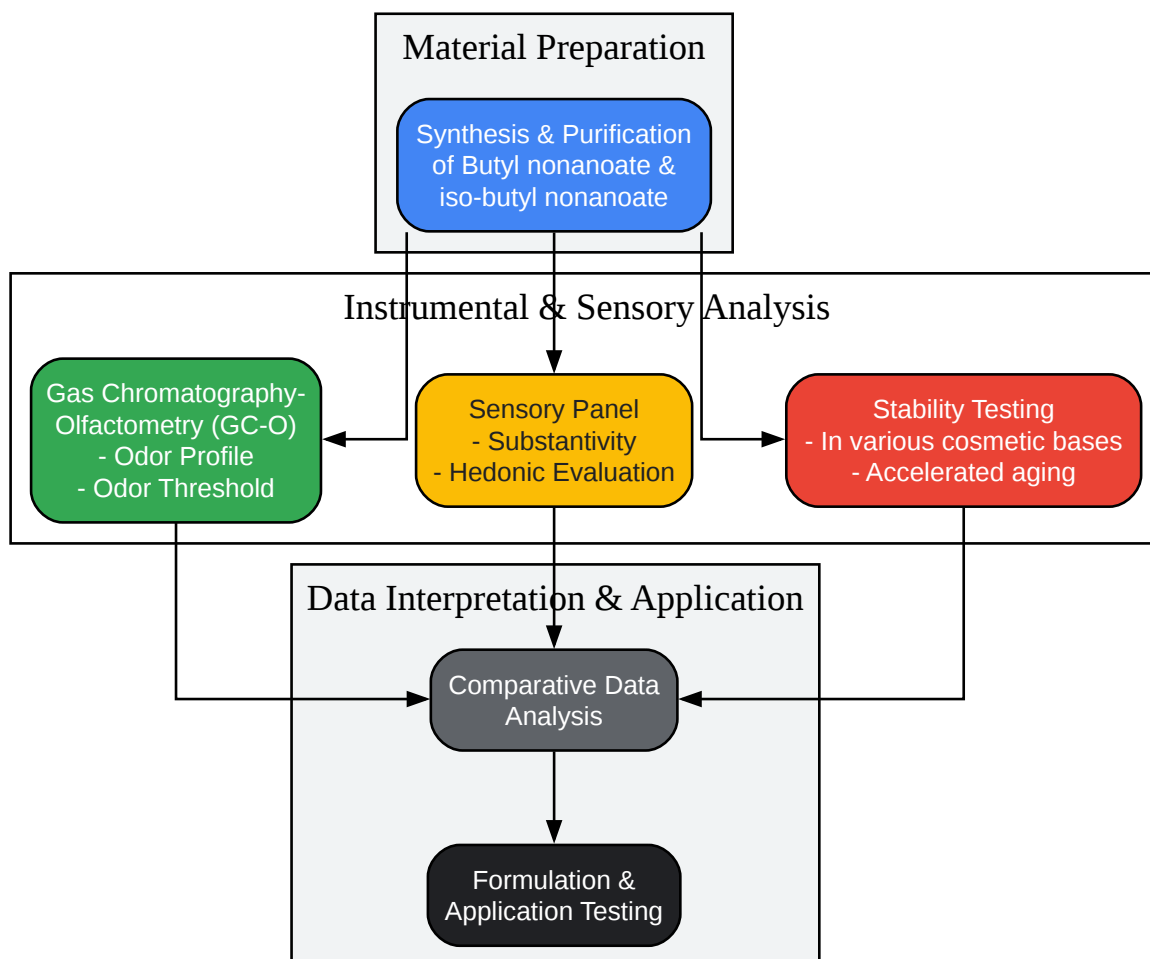 Material Preparation
Synthesis & Purification
of Butyl nonanoate &
iso-butyl nonanoate
Instrumental & Sensory Analysis
Gas Chromatography-
Olfactometry (GC-O)
- Odor Profile
- Odor Threshold
Sensory Panel
- Substantivity
- Hedonic Evaluation
Stability Testing
- In various cosmetic bases
- Accelerated aging
Data Interpretation & Application
Comparative Data
Analysis
Formulation &
Application Testing